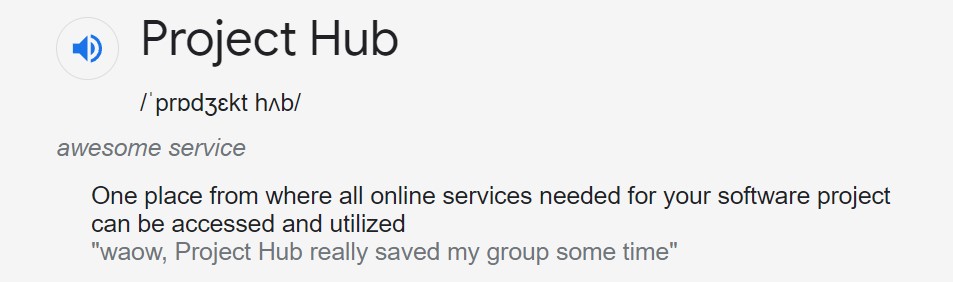 Project Hub
/ˈprɒdʒɛkt hʌb/
awesome service
One place from where all online services needed for your software project
can be accessed and utilized
"waow, Project Hub really saved my group some time"